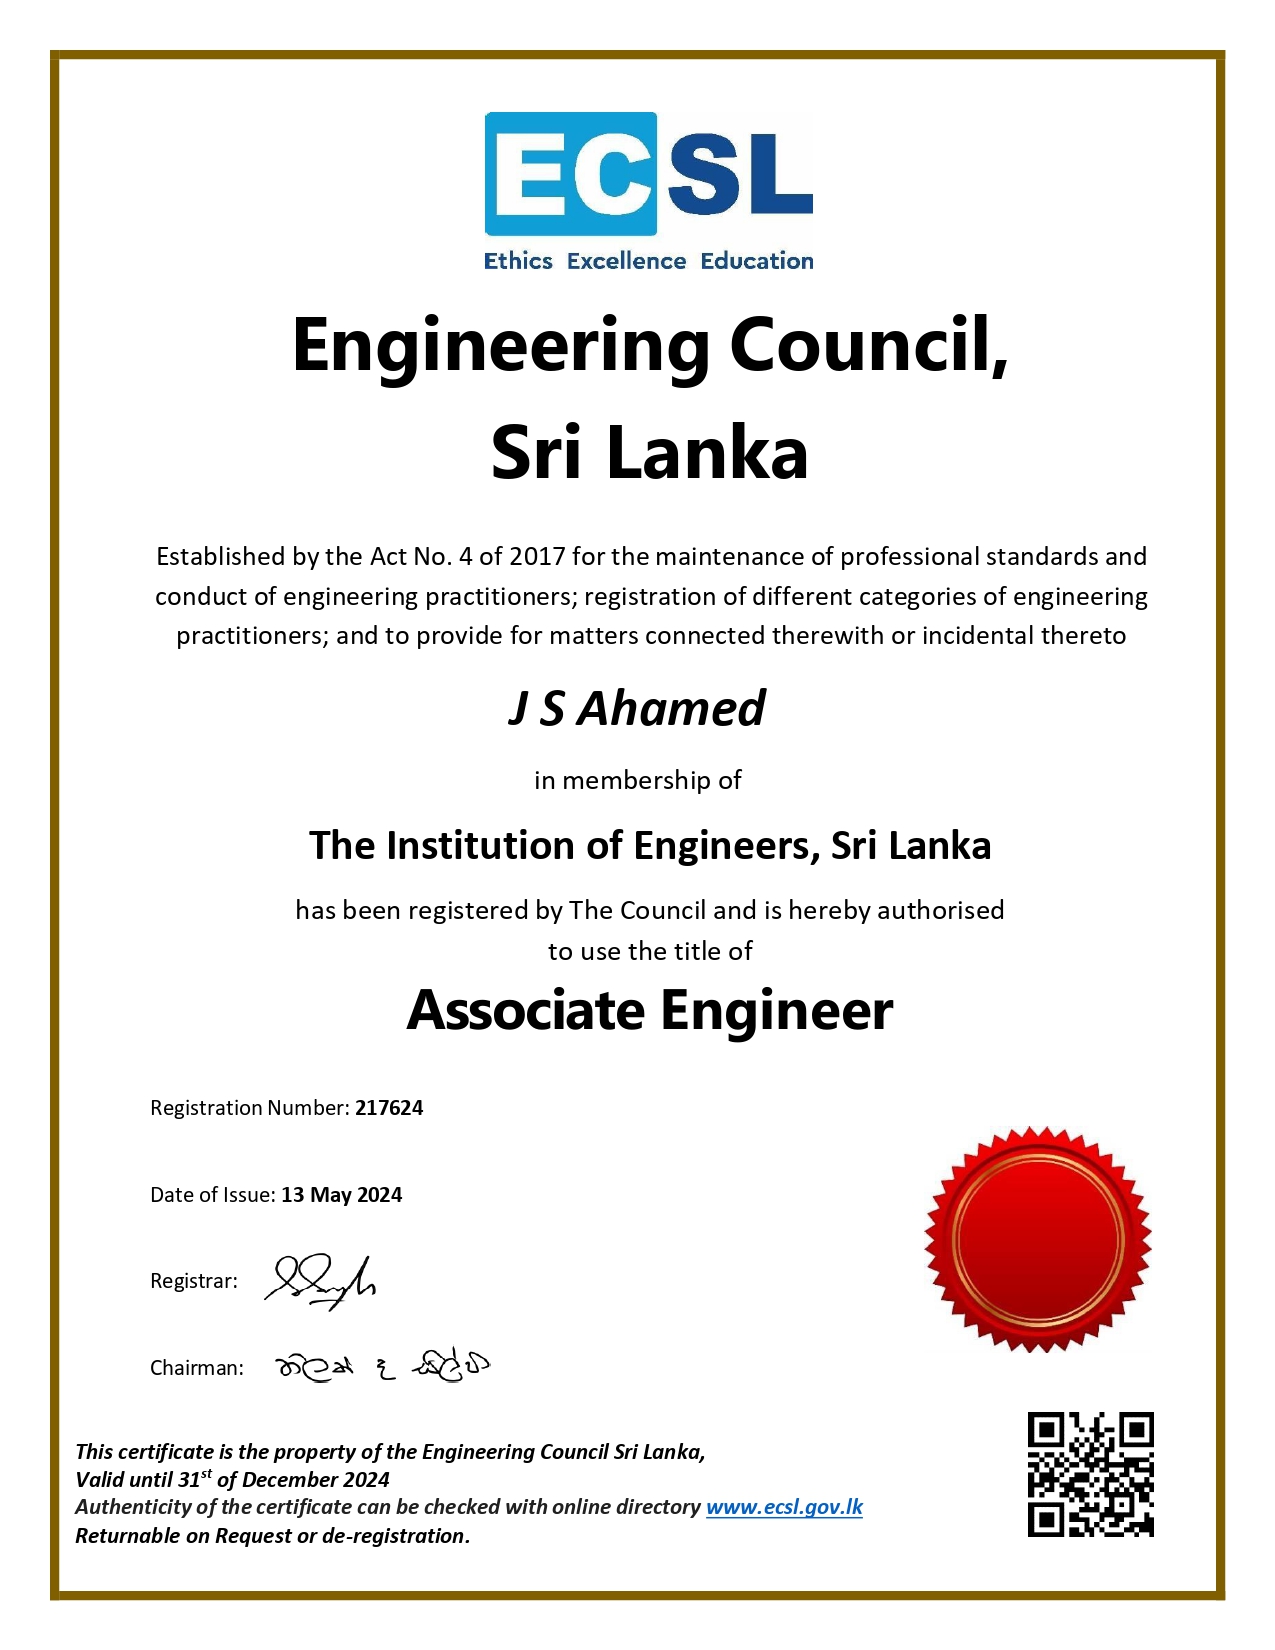 ECSL
Ethics Excellence Education
Engineering Council,
Sri Lanka
Established by the Act No. 4 of 2017 for the maintenance of professional standards and
conduct of engineering practitioners; registration of different categories of engineering
practitioners; and to provide for matters connected therewith or incidental thereto
J S Ahamed
in membership of
The Institution of Engineers, Sri Lanka
has been registered by The Council and is hereby authorised
to use the title of
Associate Engineer
Registration Number: 217624
Date of Issue: 13 May 2024
Registrar:
Chairman: තිලක් ද සිල්වා
This certificate is the property of the Engineering Council Sri Lanka,
Valid until 31st of December 2024
Authenticity of the certificate can be checked with online directory www.ecsl.gov.lk
Returnable on Request or de-registration.